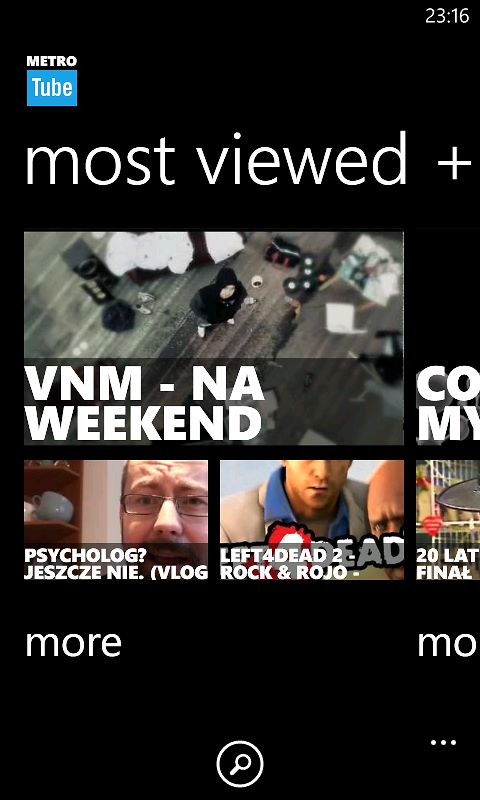 23:16
METRO
Tube
most viewed +
VNM - NA
WEEKEND
CO
MY
PSYCHOLOG?
JESZCZE NIE. (VLOG
LEFT4DEAD 2 -
ROCK & ROJO -
DEAD
20 LAT
FINAŁ
more
mo
...